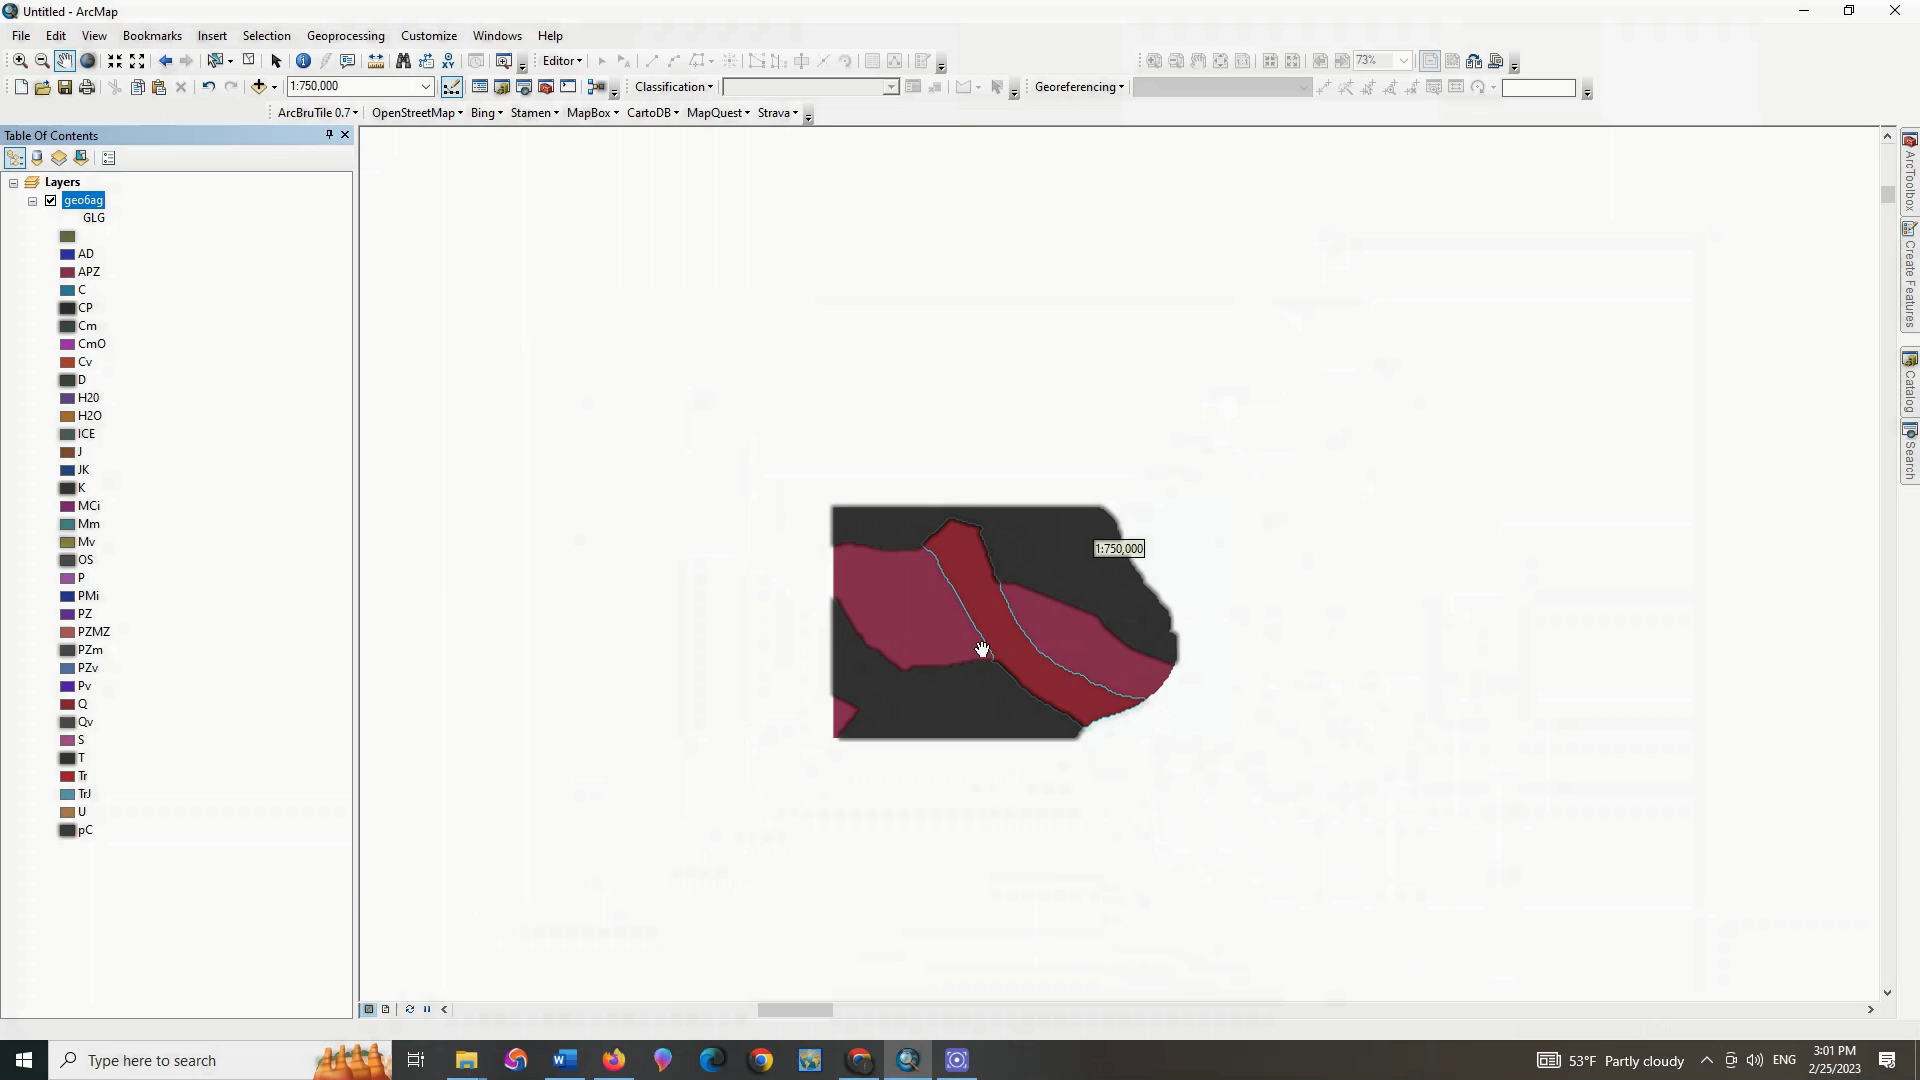 Untitled - ArcMap
File Edit View Bookmarks Insert Selection Geoprocessing Customize Windows Help
Editor
73%
1:750,000
Classification
Georeferencing
ArcBruTile 0.7 OpenStreetMap Bing Stamen MapBox CartoDB MapQuest Strava
Table Of Contents
Layers
geo6ag
GLG
AD
APZ
C
CP
Cm
CmO
Cv
D
H20
H2O
ICE
J
JK
K
MCi
Mm
Mv
OS
P
PMi
PZ
PZMZ
PZm
PZv
Pv
Q
Qv
S
T
Tr
TrJ
U
pC
1:750,000
ArcToolbox
Create Features
Catalog
Search
Type here to search
53°F Partly cloudy
ENG
3:01 PM
2/25/2023